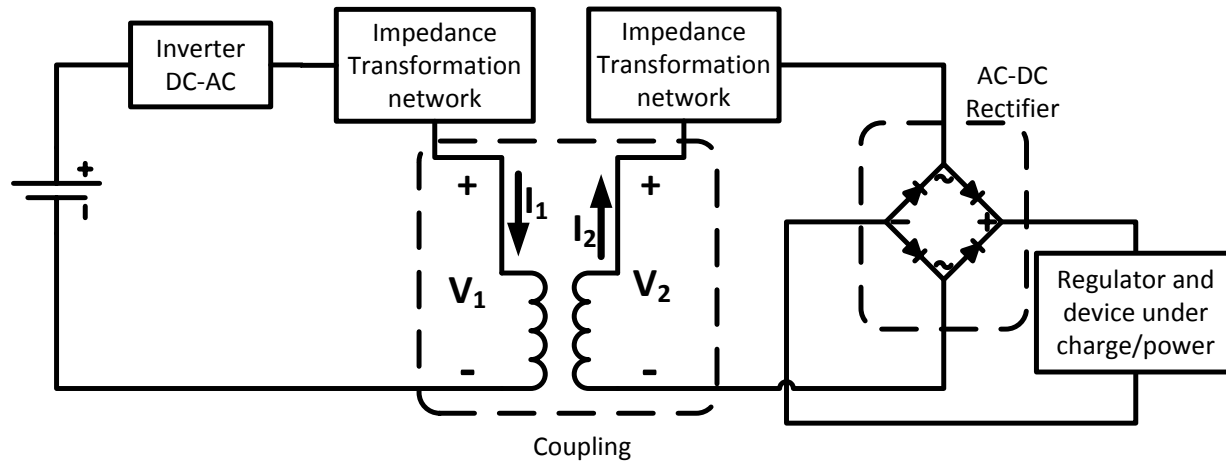 Inverter
DC-AC
Impedance
Transformation
network
Impedance
Transformation
network
AC-DC
Rectifier
+
-
+
I₁
V₁
-
+
I₂
V₂
-
~
-
+
~
Regulator and
device under
charge/power
Coupling